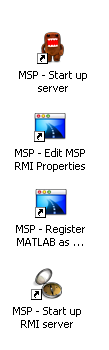 MSP - Start up
server
MSP - Edit MSP
RMI Properties
MSP - Register
MATLAB as ...
MSP - Start up
RMI server